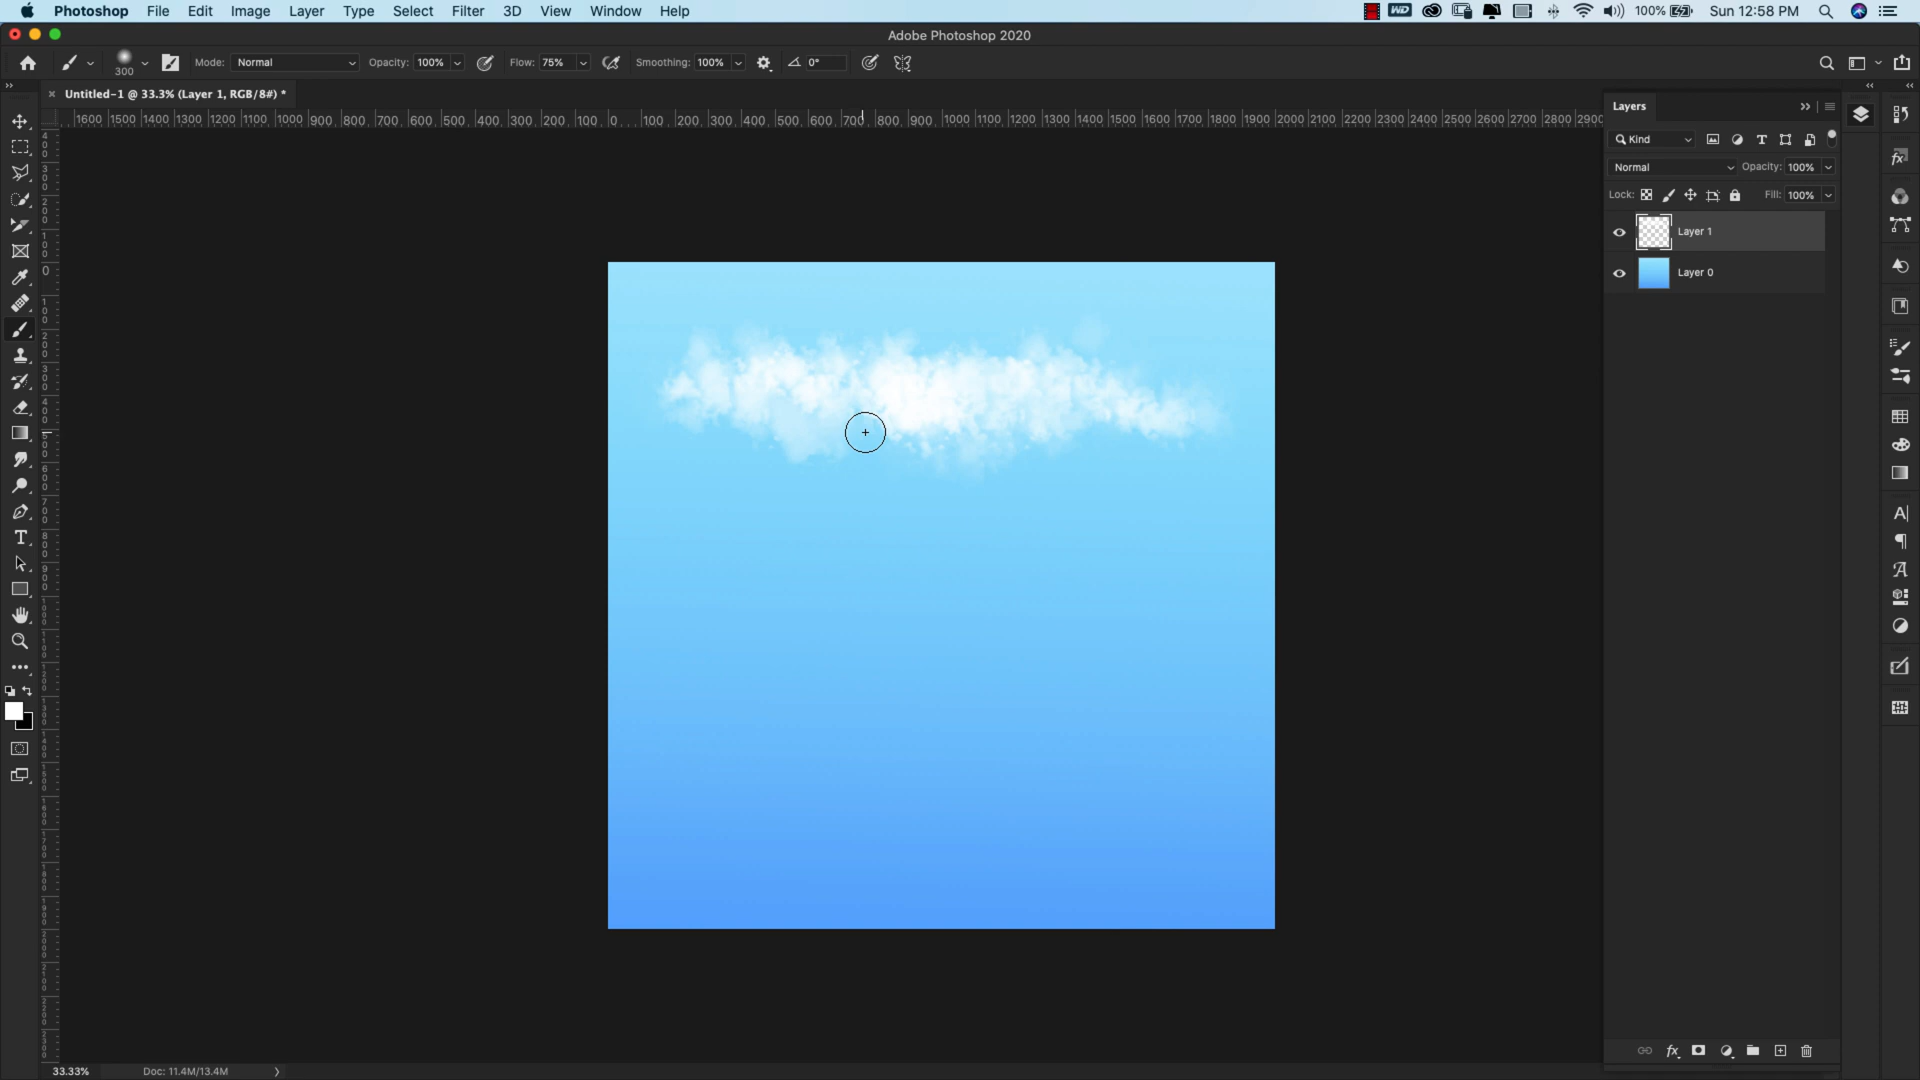 Photoshop File Edit Image Layer Type Select Filter 3D View Window Help WD 100% Sun 12:58 PM
Adobe Photoshop 2020
300 Mode: Normal Opacity: 100% Flow: 75% Smoothing: 100% 0°
Untitled-1 @ 33.3% (Layer 1, RGB/8#) *
1600 1500 1400 1300 1200 1100 1000 900 800 700 600 500 400 300 200 100 0 100 200 300 400 500 600 700 800 900 1000 1100 1200 1300 1400 1500 1600 1700 1800 1900 2000 2100 2200 2300 2400 2500 2600 2700 2800 2900
Layers
Kind
Normal Opacity: 100%
Lock: Fill: 100%
Layer 1
Layer 0
33.33% Doc: 11.4M/13.4M